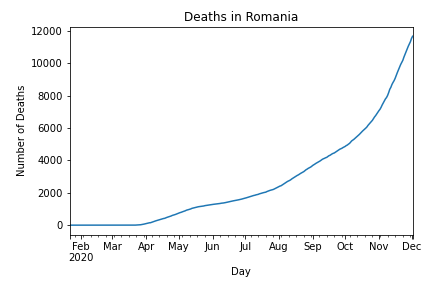 Deaths in Romania
12000
10000
8000
6000
4000
2000
0
Number of Deaths
Feb Mar Apr May Jun Jul Aug Sep Oct Nov Dec
2020
Day